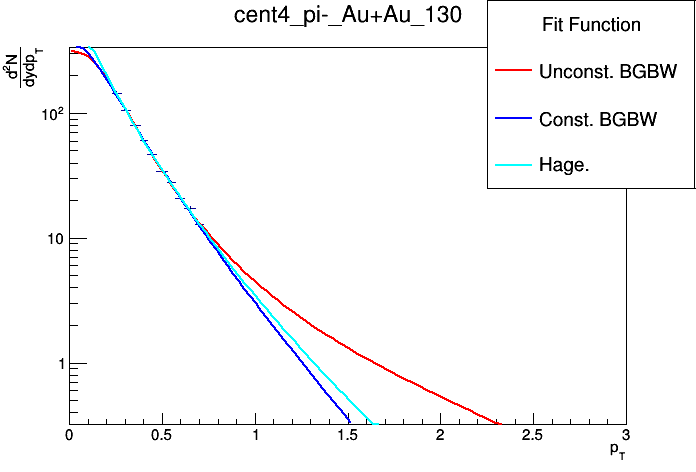 cent4_pi-_Au+Au_130
Fit Function
Unconst. BGBW
Const. BGBW
Hage.
d²N
dydp_T
10²
10
1
0 0.5 1 1.5 2 2.5 3
p_T